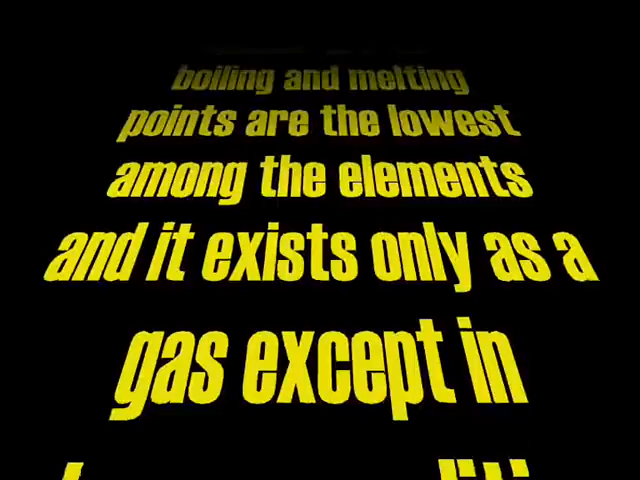 boiling and melting
points are the lowest
among the elements
and it exists only as a
gas except in